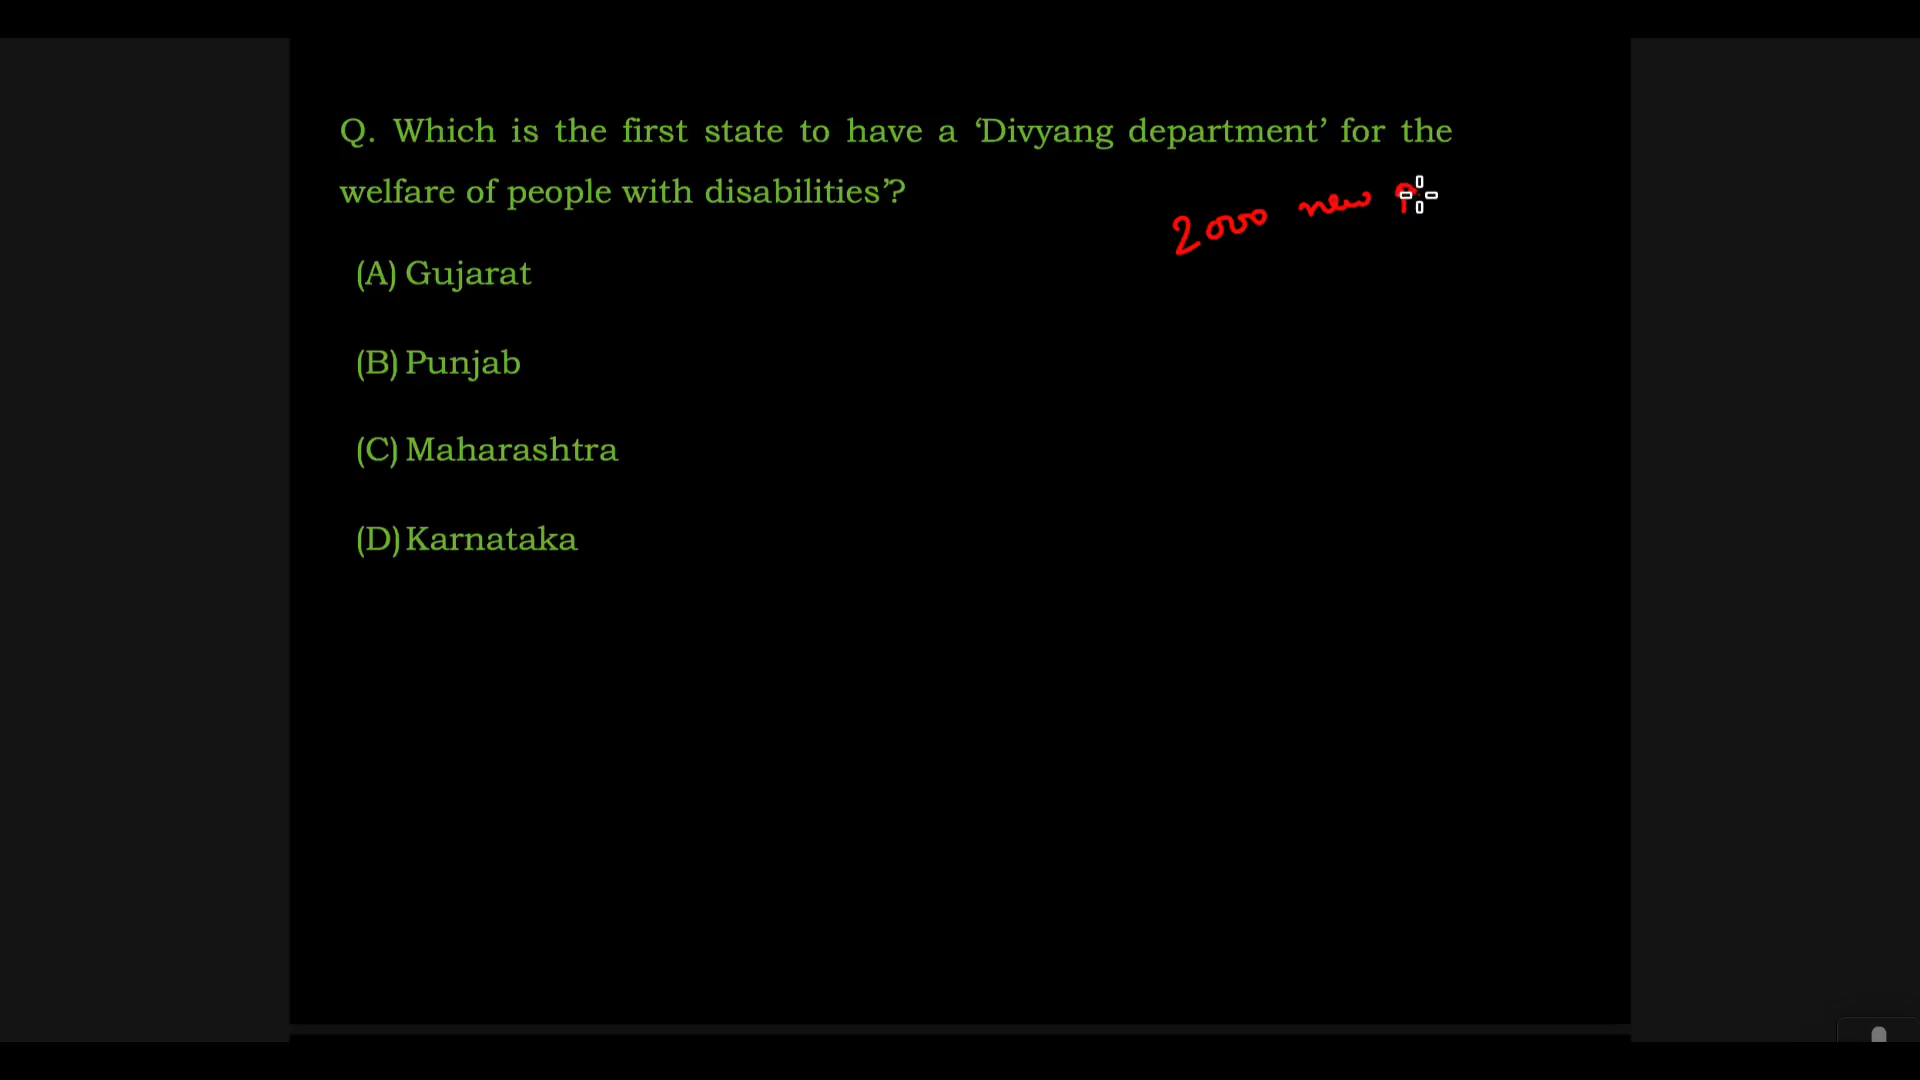 Q. Which is the first state to have a ‘Divyang department’ for the
welfare of people with disabilities’?
2000 new
(A) Gujarat
(B) Punjab
(C) Maharashtra
(D) Karnataka